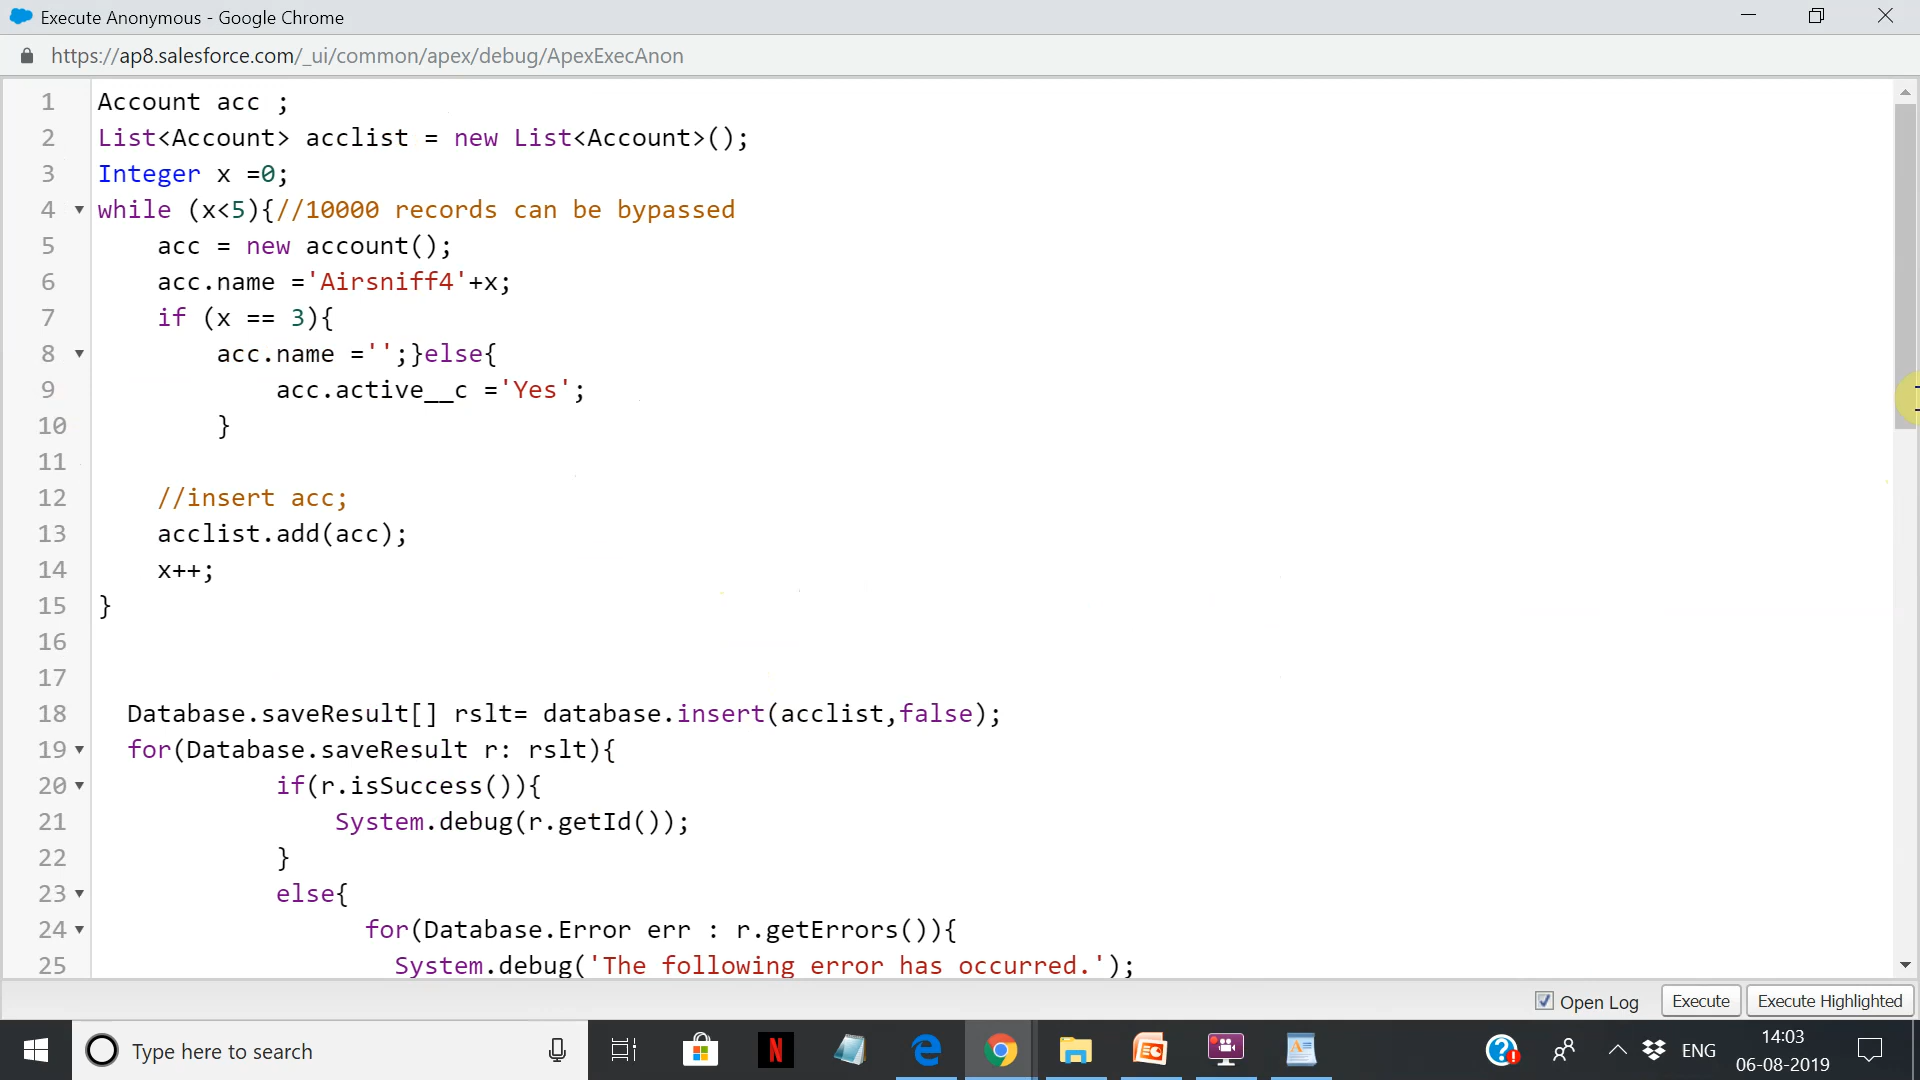 Execute Anonymous - Google Chrome
https://ap8.salesforce.com/_ui/common/apex/debug/ApexExecAnon
1 Account acc ;
2 List<Account> acclist = new List<Account>();
3 Integer x =0;
4 while (x<5){//10000 records can be bypassed
5 acc = new account();
6 acc.name ='Airsniff4'+x;
7 if (x == 3){
8 acc.name ='';}else{
9 acc.active__c ='Yes';
10 }
11
12 //insert acc;
13 acclist.add(acc);
14 x++;
15 }
16
17
18 Database.saveResult[] rslt= database.insert(acclist,false);
19 for(Database.saveResult r: rslt){
20 if(r.isSuccess()){
21 System.debug(r.getId());
22 }
23 else{
24 for(Database.Error err : r.getErrors()){
25 System.debug('The following error has occurred.');
Open Log Execute Execute Highlighted
Type here to search
N
ENG
14:03
06-08-2019